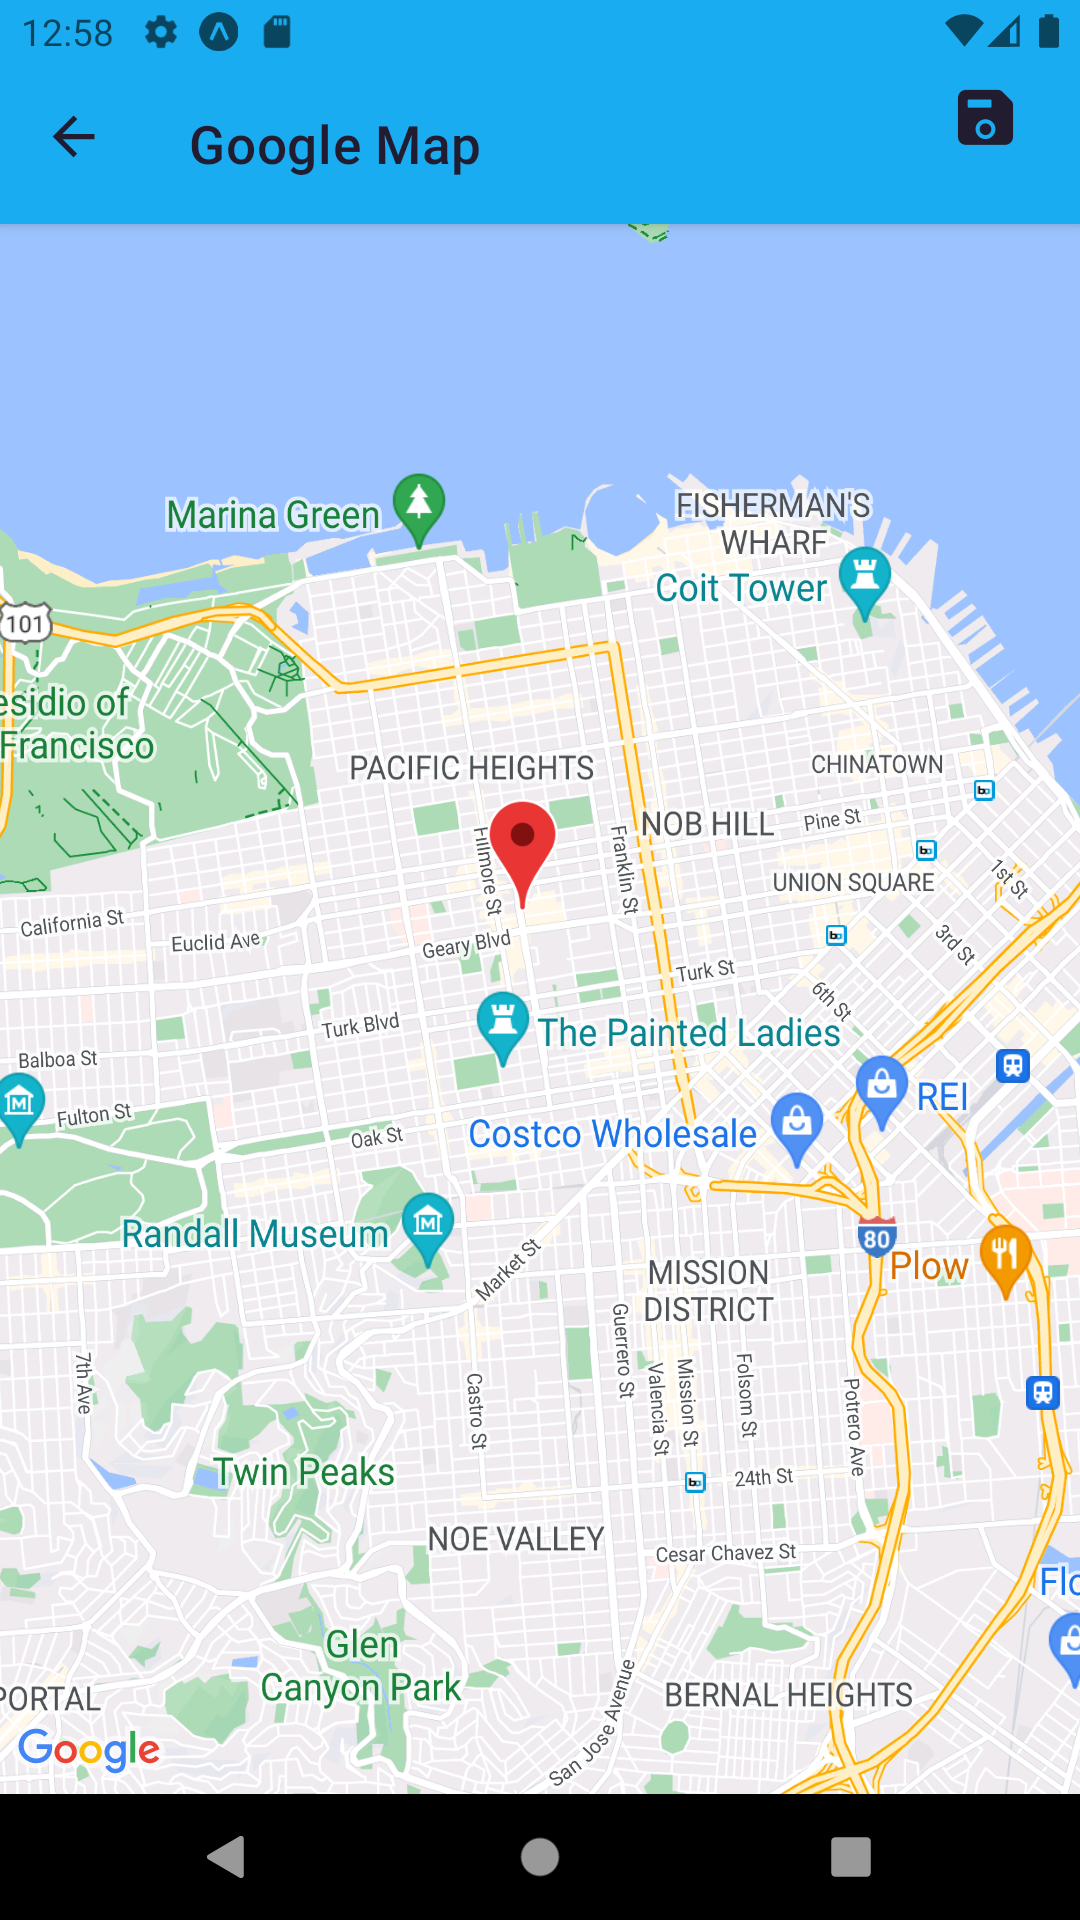 12:58
Google Map
Marina Green
FISHERMAN'S
WHARF
Coit Tower
101
esidio of
Francisco
PACIFIC HEIGHTS
CHINATOWN
NOB HILL
Pine St
Fillmore St
Franklin St
UNION SQUARE
1st St
California St
Euclid Ave
Geary Blvd
3rd St
Turk St
6th St
Turk Blvd
The Painted Ladies
Balboa St
REI
Fulton St
Oak St
Costco Wholesale
Randall Museum
80
Plow
Market St
MISSION
DISTRICT
Guerrero St
Valencia St
Mission St
Folsom St
7th Ave
Castro St
Potrero Ave
Twin Peaks
24th St
NOE VALLEY
Cesar Chavez St
Flo
Glen
Canyon Park
San Jose Avenue
BERNAL HEIGHTS
PORTAL
Google